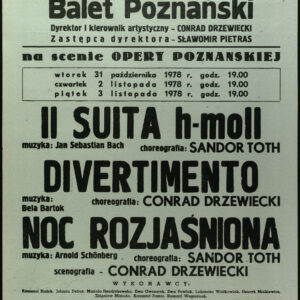 Balet Poznański
Dyrektor i kierownik artystyczny - CONRAD DRZEWIECKI
Zastępca dyrektora - SŁAWOMIR PIETRAS
na scenie OPERY POZNAŃSKIEJ
wtorek 31 października 1978 r. godz. 19.00
czwartek 2 listopada 1978 r. godz. 19.00
piątek 3 listopada 1978 r. godz. 19.00
II SUITA h-moll
muzyka: Jan Sebastian Bach choreografia: SANDOR TOTH
DIVERTIMENTO
muzyka: Bela Bartok choreografia: CONRAD DRZEWIECKI
NOC ROZJAŚNIONA
muzyka: Arnold Schönberg choreografia: SANDOR TOTH
scenografia - CONRAD DRZEWIECKI
WYKONAWCY: